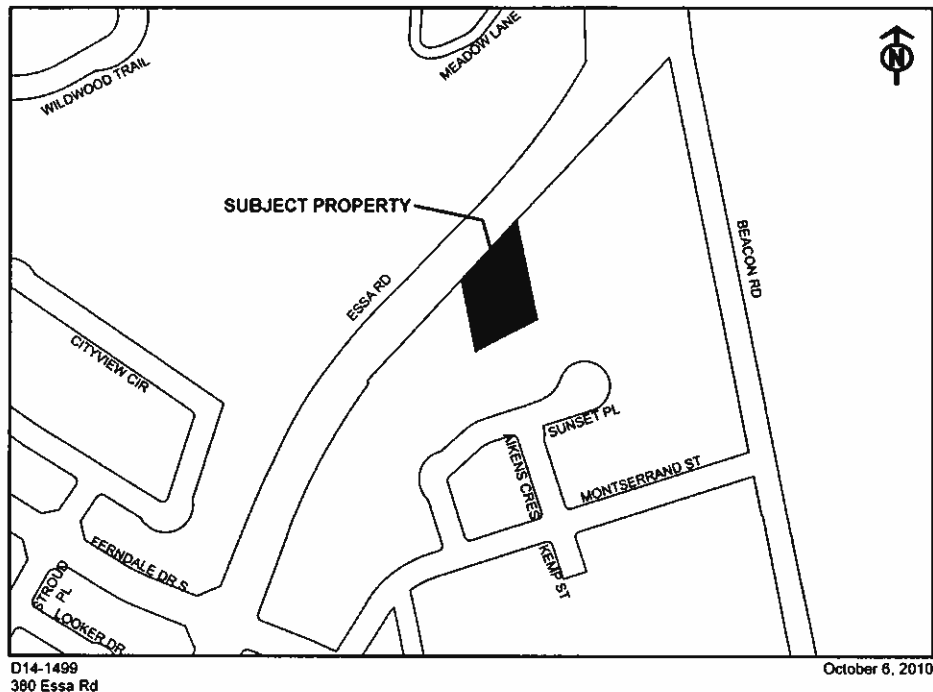 MEADOW LANE
WILDWOOD TRAIL
N
SUBJECT PROPERTY
ESSA RD
BEACON RD
CITYVIEW CIR
SUNSET PL
AIKENS CRES
MONTSERRAND ST
FERNDALE DR S
KEMP ST
STROUD
PL
LOOKER DR
D14-1499
October 6, 2010
380 Essa Rd